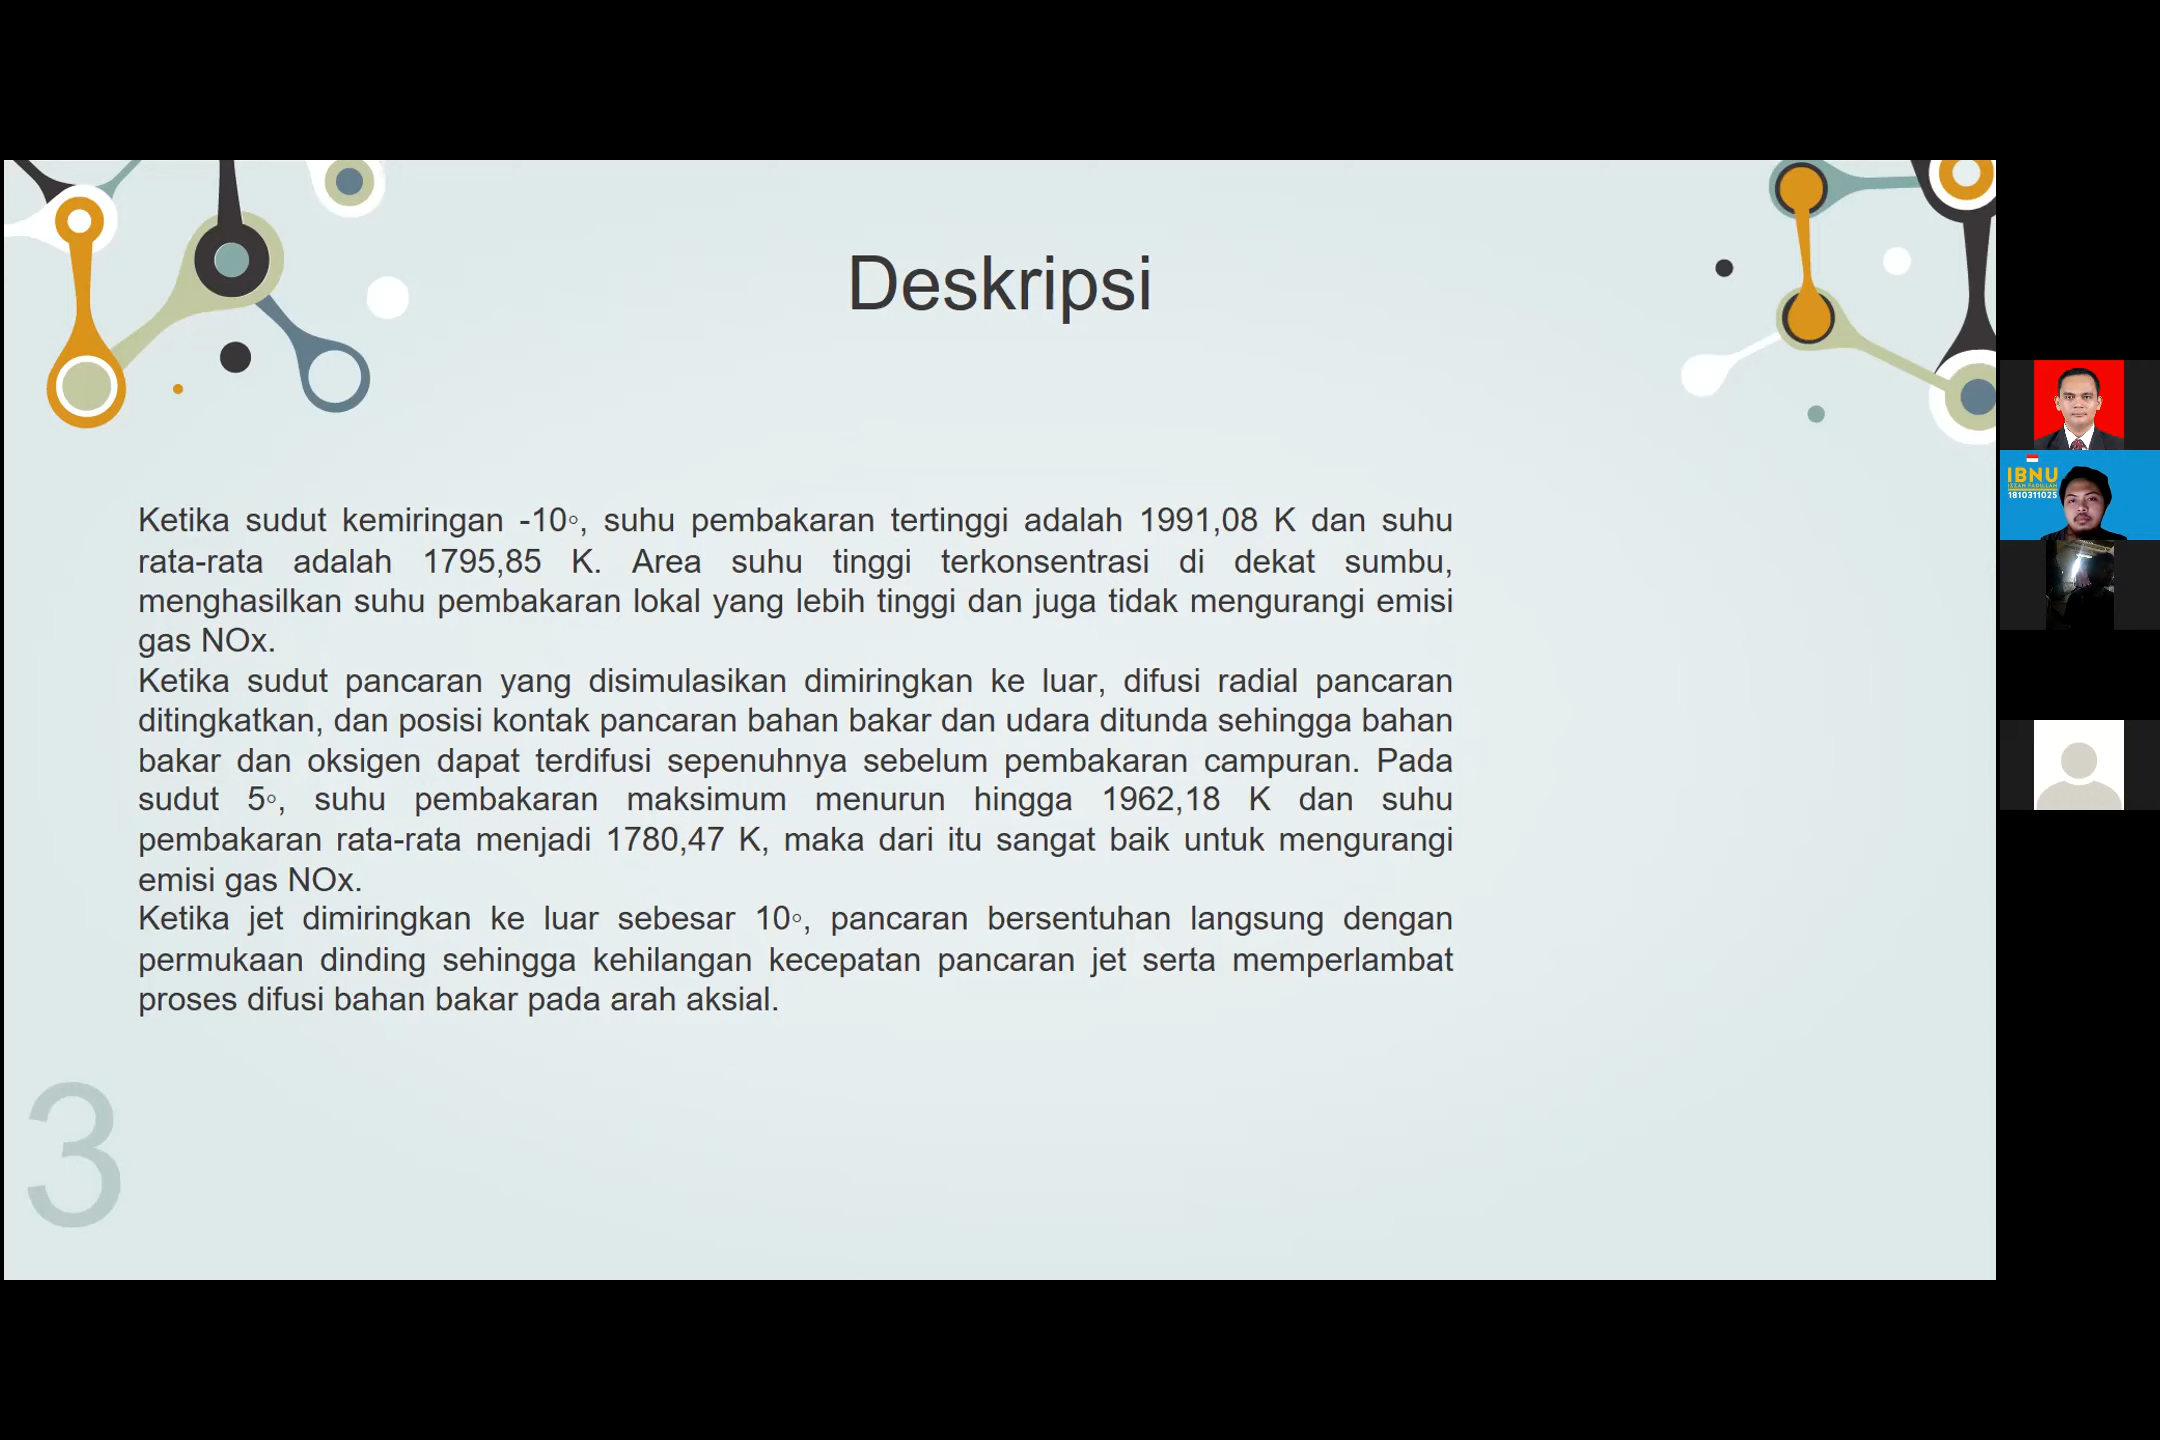 Deskripsi
Ketika sudut kemiringan -10◦, suhu pembakaran tertinggi adalah 1991,08 K dan suhu
rata-rata adalah 1795,85 K. Area suhu tinggi terkonsentrasi di dekat sumbu,
menghasilkan suhu pembakaran lokal yang lebih tinggi dan juga tidak mengurangi emisi
gas NOx.
Ketika sudut pancaran yang disimulasikan dimiringkan ke luar, difusi radial pancaran
ditingkatkan, dan posisi kontak pancaran bahan bakar dan udara ditunda sehingga bahan
bakar dan oksigen dapat terdifusi sepenuhnya sebelum pembakaran campuran. Pada
sudut 5◦, suhu pembakaran maksimum menurun hingga 1962,18 K dan suhu
pembakaran rata-rata menjadi 1780,47 K, maka dari itu sangat baik untuk mengurangi
emisi gas NOx.
Ketika jet dimiringkan ke luar sebesar 10◦, pancaran bersentuhan langsung dengan
permukaan dinding sehingga kehilangan kecepatan pancaran jet serta memperlambat
proses difusi bahan bakar pada arah aksial.
3
IBNU
1810311025